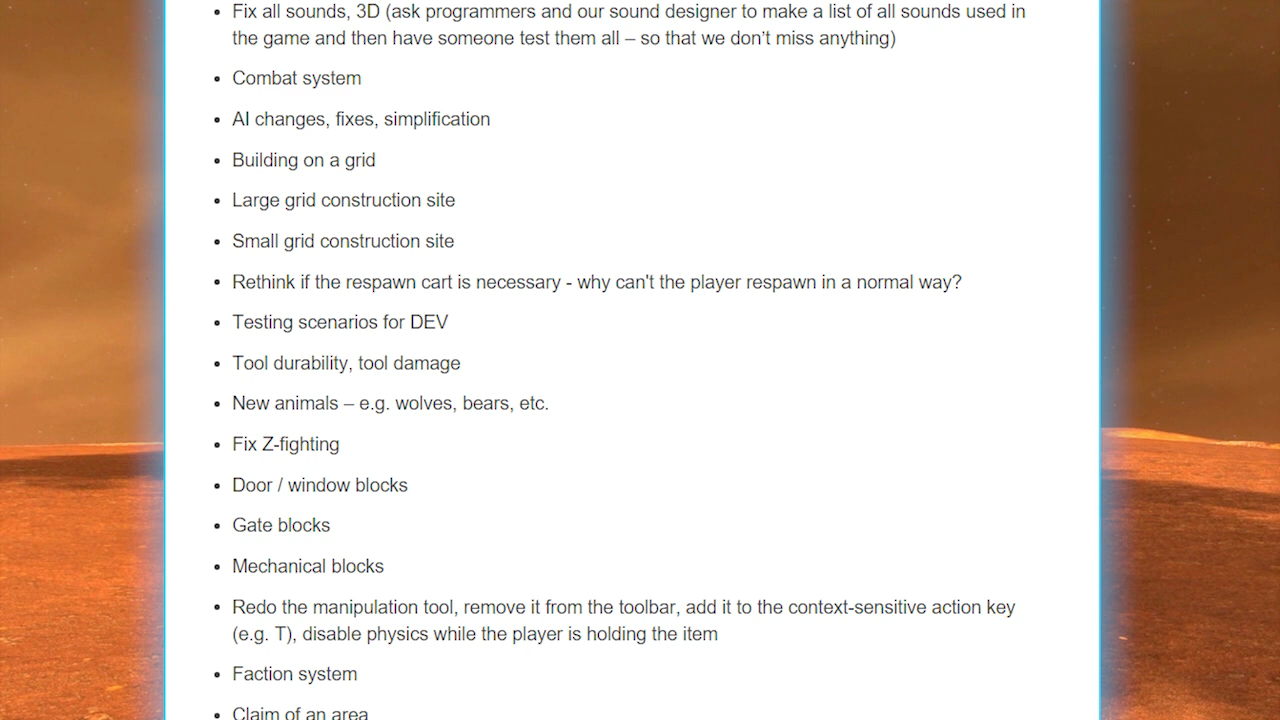 • Fix all sounds, 3D (ask programmers and our sound designer to make a list of all sounds used in
the game and then have someone test them all – so that we don’t miss anything)
• Combat system
• AI changes, fixes, simplification
• Building on a grid
• Large grid construction site
• Small grid construction site
• Rethink if the respawn cart is necessary - why can't the player respawn in a normal way?
• Testing scenarios for DEV
• Tool durability, tool damage
• New animals – e.g. wolves, bears, etc.
• Fix Z-fighting
• Door / window blocks
• Gate blocks
• Mechanical blocks
• Redo the manipulation tool, remove it from the toolbar, add it to the context-sensitive action key
(e.g. T), disable physics while the player is holding the item
• Faction system
• Claim of an area